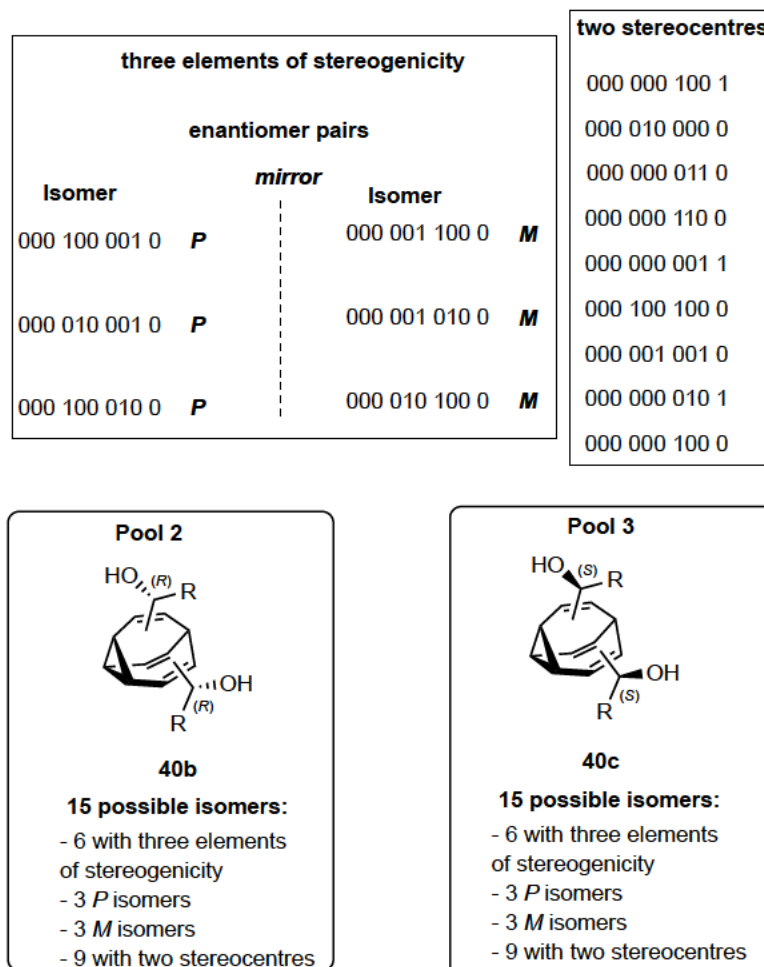 three elements of stereogenicity
enantiomer pairs
mirror
Isomer
Isomer
000 100 001 0 P
000 001 100 0 M
000 010 001 0 P
000 001 010 0 M
000 100 010 0 P
000 010 100 0 M
two stereocentres
000 000 100 1
000 010 000 0
000 000 011 0
000 000 110 0
000 000 001 1
000 100 100 0
000 001 001 0
000 000 010 1
000 000 100 0
Pool 2
HO
(R)
R
OH
(R)
R
40b
15 possible isomers:
- 6 with three elements
of stereogenicity
- 3 P isomers
- 3 M isomers
- 9 with two stereocentres
Pool 3
HO
(S)
R
OH
(S)
R
40c
15 possible isomers:
- 6 with three elements
of stereogenicity
- 3 P isomers
- 3 M isomers
- 9 with two stereocentres